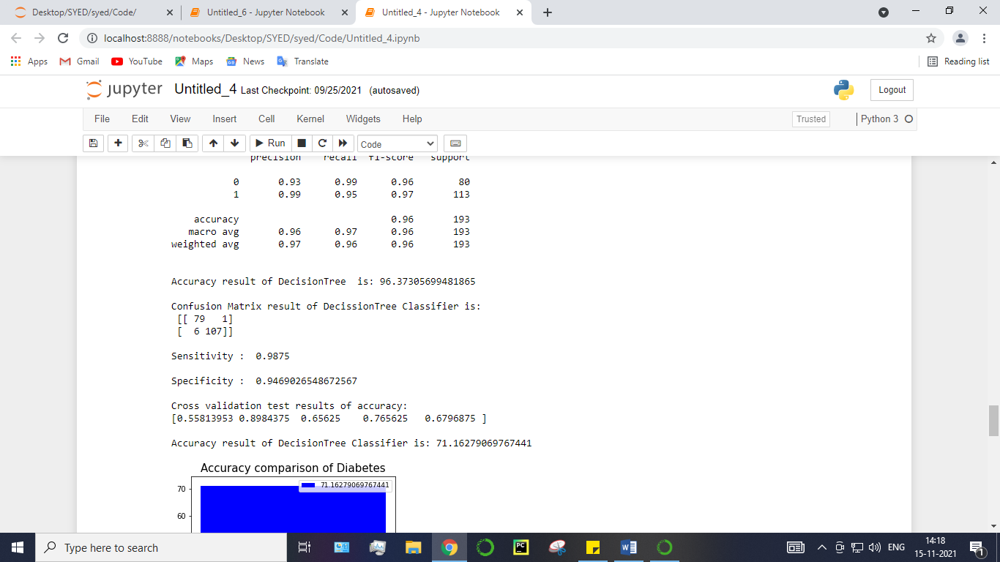 Desktop/SYED/syed/Code/
Untitled_6 - Jupyter Notebook
Untitled_4 - Jupyter Notebook
localhost:8888/notebooks/Desktop/SYED/syed/Code/Untitled_4.ipynb
Apps Gmail YouTube Maps News Translate Reading list
jupyter Untitled_4 Last Checkpoint: 09/25/2021 (autosaved) Logout
File Edit View Insert Cell Kernel Widgets Help Trusted Python 3
Run Code
precision recall f1-score support
0 0.93 0.99 0.96 80
1 0.99 0.95 0.97 113
accuracy 0.96 193
macro avg 0.96 0.97 0.96 193
weighted avg 0.97 0.96 0.96 193
Accuracy result of DecisionTree  is: 96.37305699481865
Confusion Matrix result of DecissionTree Classifier is:
[[ 79   1]
[  6 107]]
Sensitivity :  0.9875
Specificity :  0.9469026548672567
Cross validation test results of accuracy:
[0.55813953 0.8984375  0.65625    0.765625   0.6796875 ]
Accuracy result of DecisionTree Classifier is: 71.16279069767441
Accuracy comparison of Diabetes
70
71.16279069767441
60
Type here to search
PC
W
ENG
14:18
15-11-2021
1